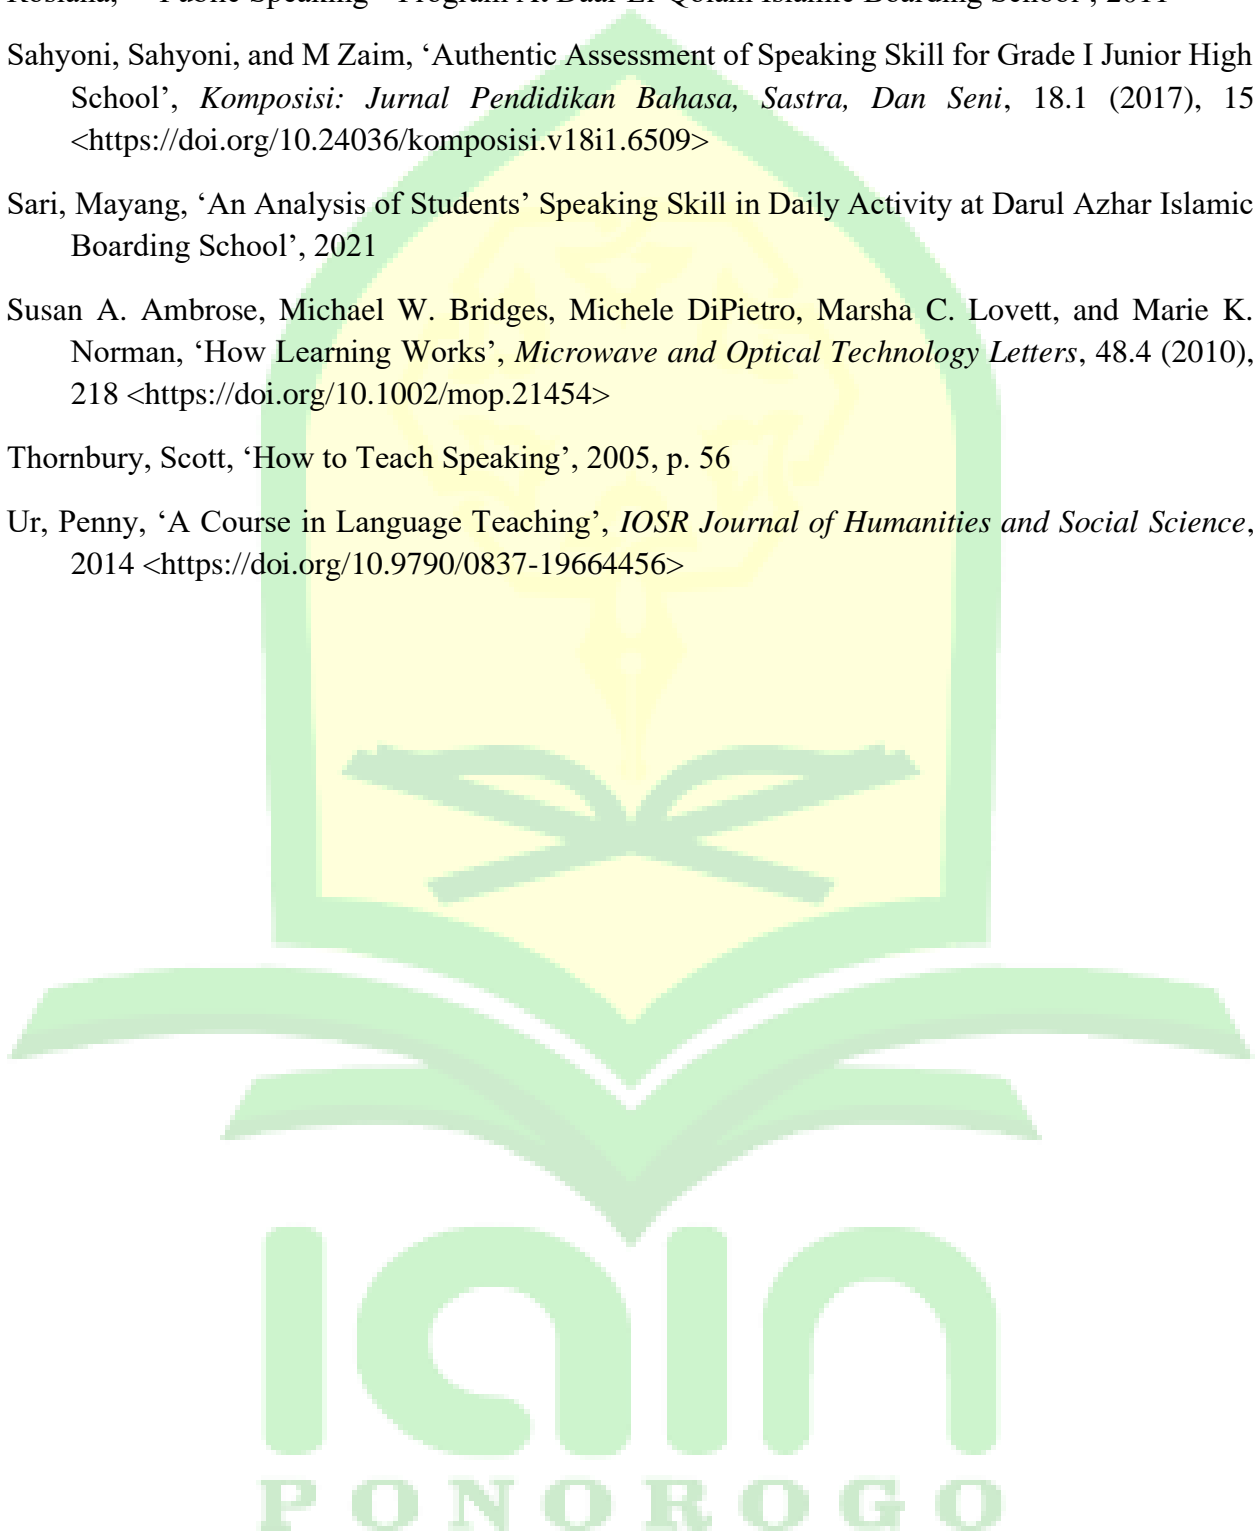 Sahyoni, Sahyoni, and M Zaim, ‘Authentic Assessment of Speaking Skill for Grade I Junior High
School’, Komposisi: Jurnal Pendidikan Bahasa, Sastra, Dan Seni, 18.1 (2017), 15
<https://doi.org/10.24036/komposisi.v18i1.6509>
Sari, Mayang, ‘An Analysis of Students’ Speaking Skill in Daily Activity at Darul Azhar Islamic
Boarding School’, 2021
Susan A. Ambrose, Michael W. Bridges, Michele DiPietro, Marsha C. Lovett, and Marie K.
Norman, ‘How Learning Works’, Microwave and Optical Technology Letters, 48.4 (2010),
218 <https://doi.org/10.1002/mop.21454>
Thornbury, Scott, ‘How to Teach Speaking’, 2005, p. 56
Ur, Penny, ‘A Course in Language Teaching’, IOSR Journal of Humanities and Social Science,
2014 <https://doi.org/10.9790/0837-19664456>
iain
PONOROGO